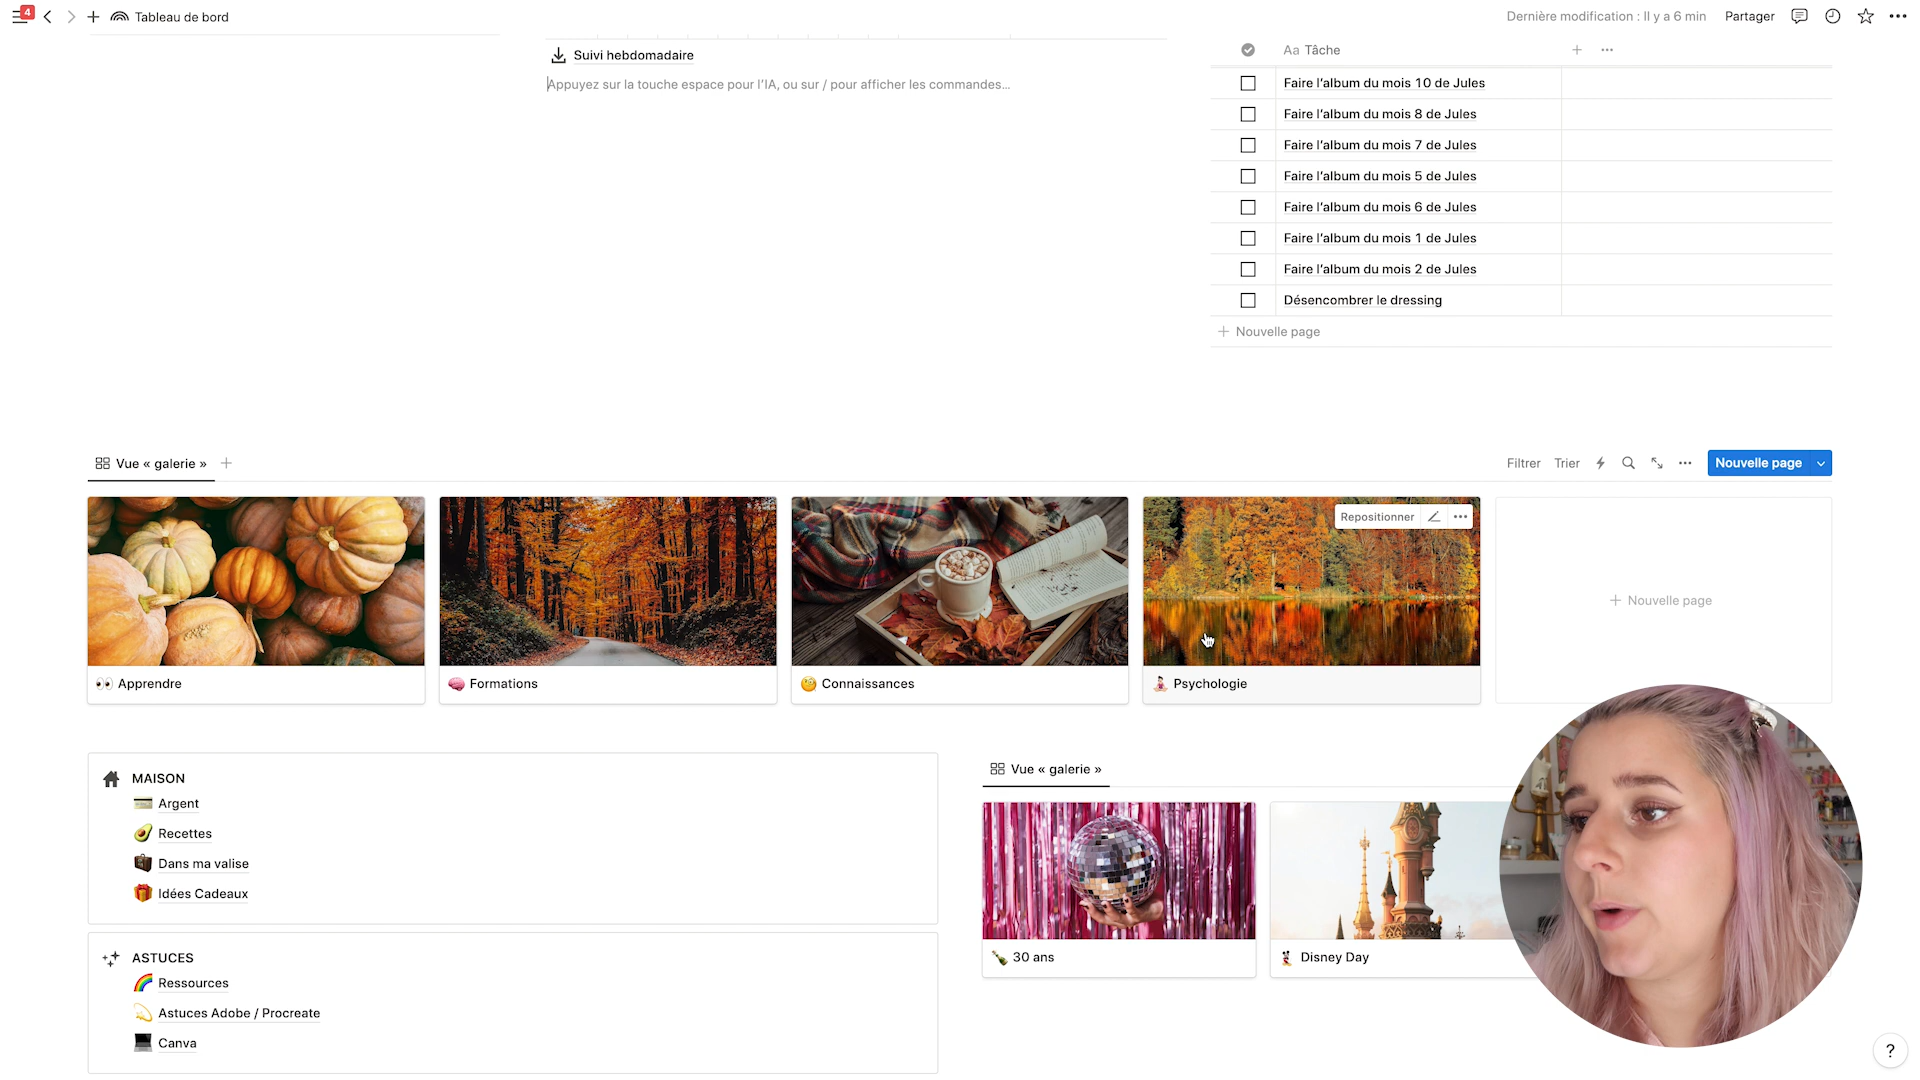 4
Tableau de bord
Dernière modification : Il y a 6 min
Partager
Suivi hebdomadaire
Appuyez sur la touche espace pour l'IA, ou sur / pour afficher les commandes…
Aa Tâche
Faire l'album du mois 10 de Jules
Faire l'album du mois 8 de Jules
Faire l'album du mois 7 de Jules
Faire l'album du mois 5 de Jules
Faire l'album du mois 6 de Jules
Faire l'album du mois 1 de Jules
Faire l'album du mois 2 de Jules
Désencombrer le dressing
+ Nouvelle page
Vue « galerie »
Filtrer
Trier
Nouvelle page
Repositionner
Apprendre
Formations
Connaissances
Psychologie
+ Nouvelle page
MAISON
Argent
Recettes
Dans ma valise
Idées Cadeaux
ASTUCES
Ressources
Astuces Adobe / Procreate
Canva
Vue « galerie »
30 ans
Disney Day
?